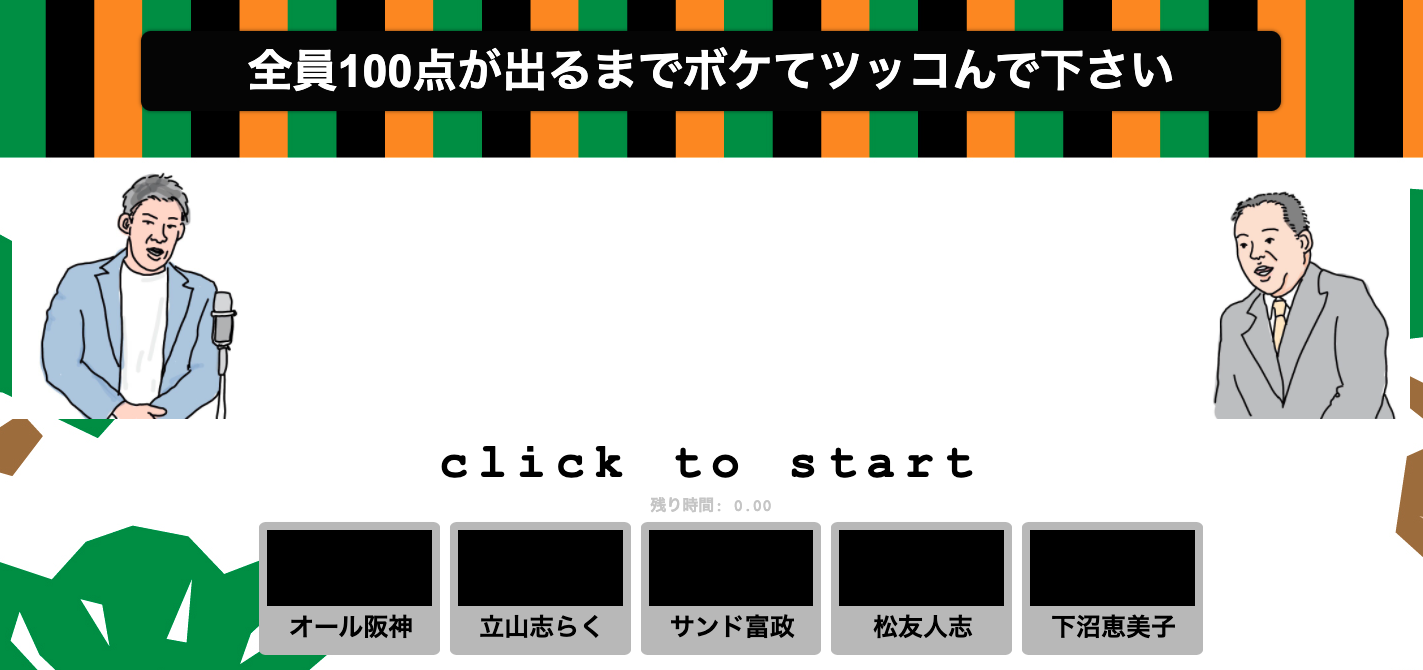 全員100点が出るまでボケてツッコんで下さい
click to start
残り時間: 0.00
オール阪神
立山志らく
サンド富政
松友人志
下沼恵美子